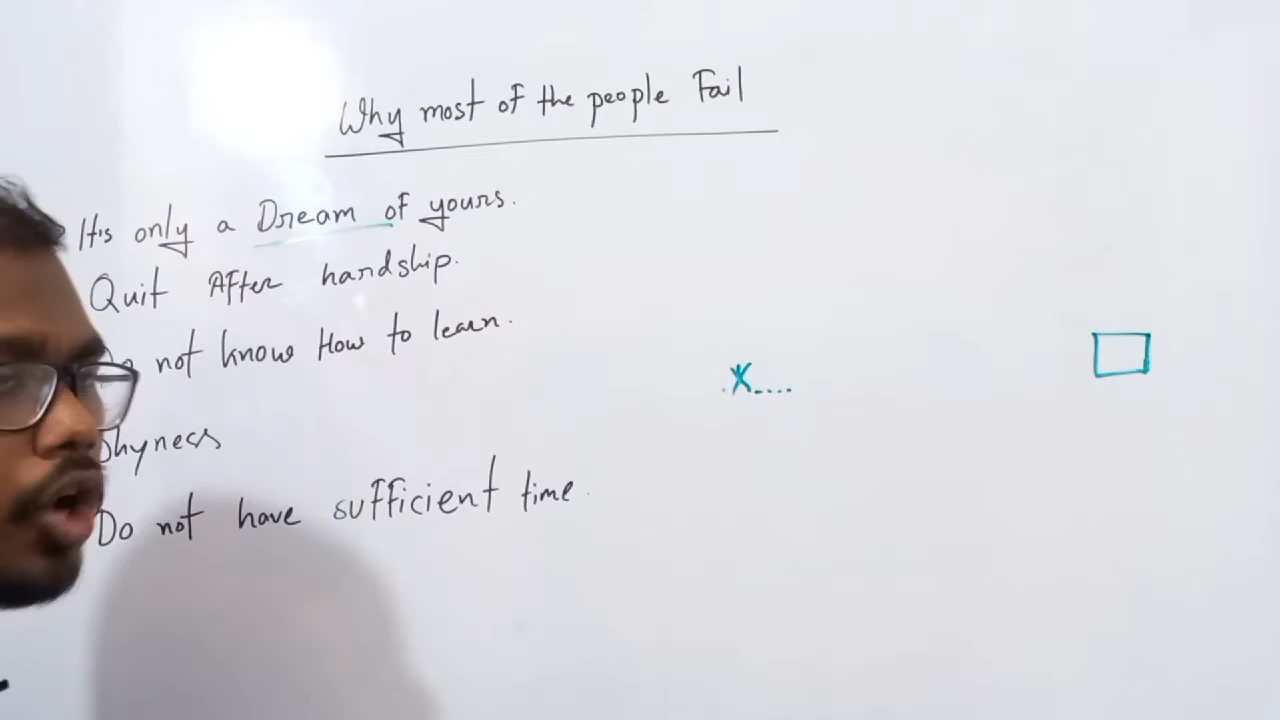 Why most of the people Fail
It's only a Dream of yours.
Quit After hardship.
not know How to learn.
X....
Shyness
Do not have sufficient time.